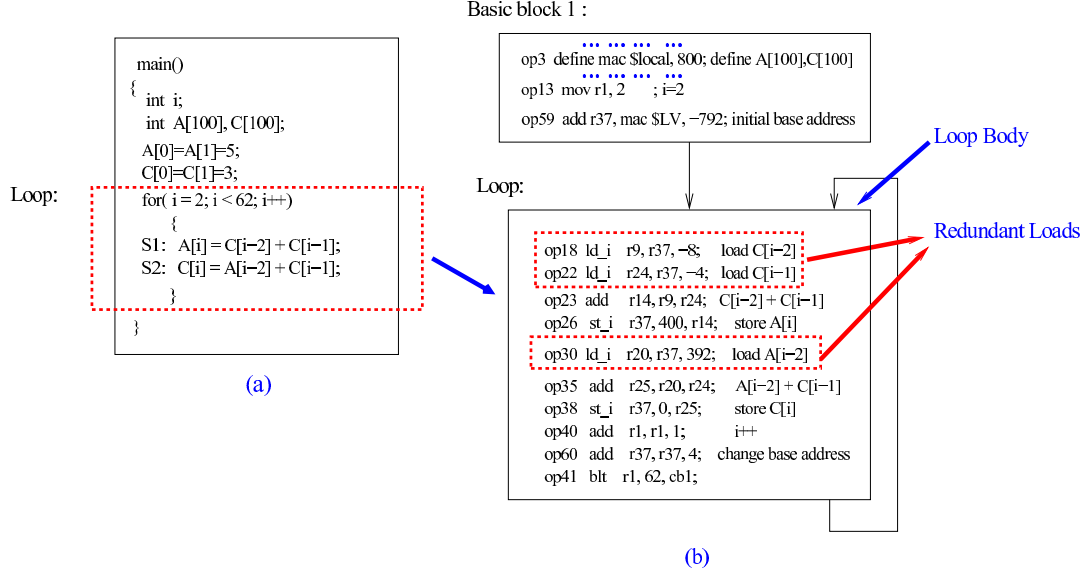 Basic block 1 :
main()
{
int i;
int A[100], C[100];
A[0]=A[1]=5;
C[0]=C[1]=3;
Loop:
for( i = 2; i < 62; i++)
{
S1: A[i] = C[i−2] + C[i−1];
S2: C[i] = A[i−2] + C[i−1];
}
}
(a)
op3 define mac $local, 800; define A[100],C[100]
op13 mov r1, 2 ; i=2
op59 add r37, mac $LV, −792; initial base address
Loop Body
Loop:
Redundant Loads
op18 ld_i r9, r37, −8; load C[i−2]
op22 ld_i r24, r37, −4; load C[i−1]
op23 add r14, r9, r24; C[i−2] + C[i−1]
op26 st_i r37, 400, r14; store A[i]
op30 ld_i r20, r37, 392; load A[i−2]
op35 add r25, r20, r24; A[i−2] + C[i−1]
op38 st_i r37, 0, r25; store C[i]
op40 add r1, r1, 1; i++
op60 add r37, r37, 4; change base address
op41 blt r1, 62, cb1;
(b)